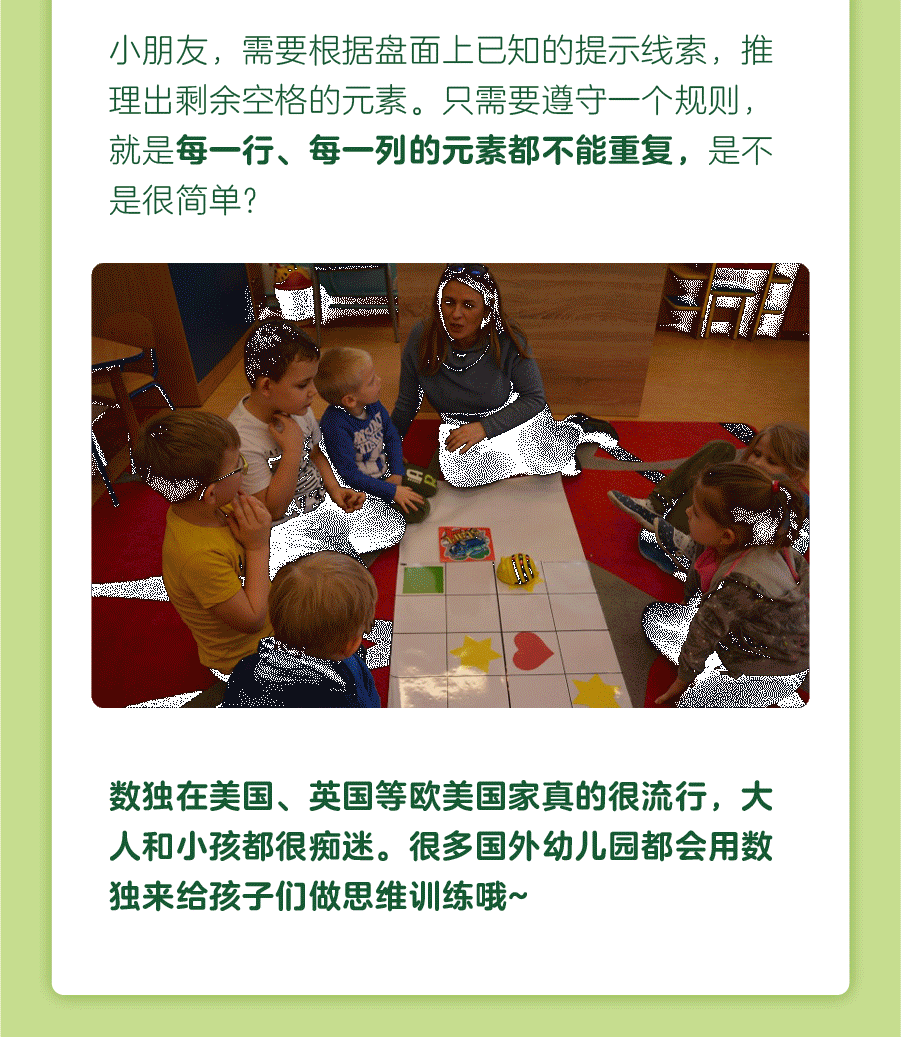 小朋友，需要根据盘面上已知的提示线索，推
理出剩余空格的元素。只需要遵守一个规则，
就是每一行、每一列的元素都不能重复，是不
是很简单?
数独在美国、英国等欧美国家真的很流行，大
人和小孩都很痴迷。很多国外幼儿园都会用数
独来给孩子们做思维训练哦~